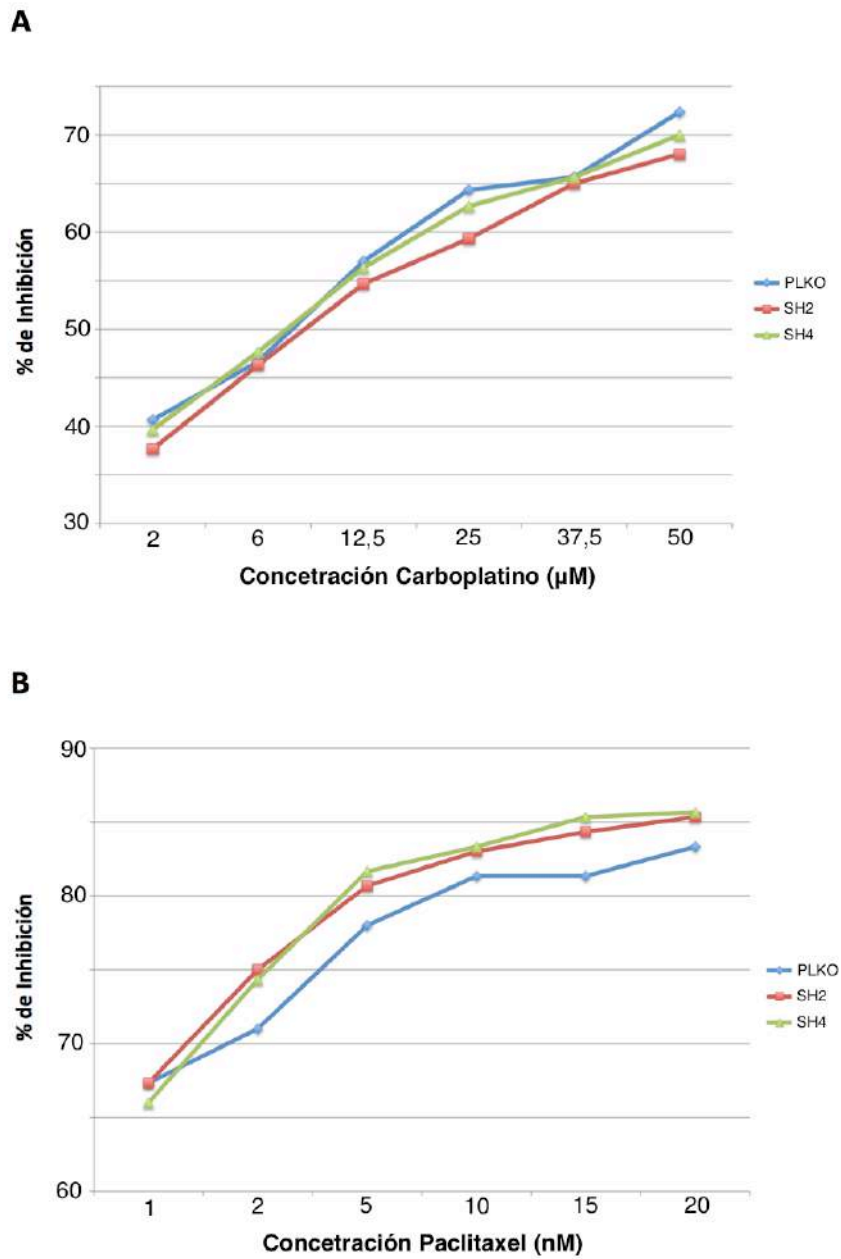 A
70
60
50
40
30
% de Inhibición
2 6 12,5 25 37,5 50
Concetración Carboplatino (µM)
PLKO
SH2
SH4
B
90
80
70
60
% de Inhibición
1 2 5 10 15 20
Concetración Paclitaxel (nM)
PLKO
SH2
SH4